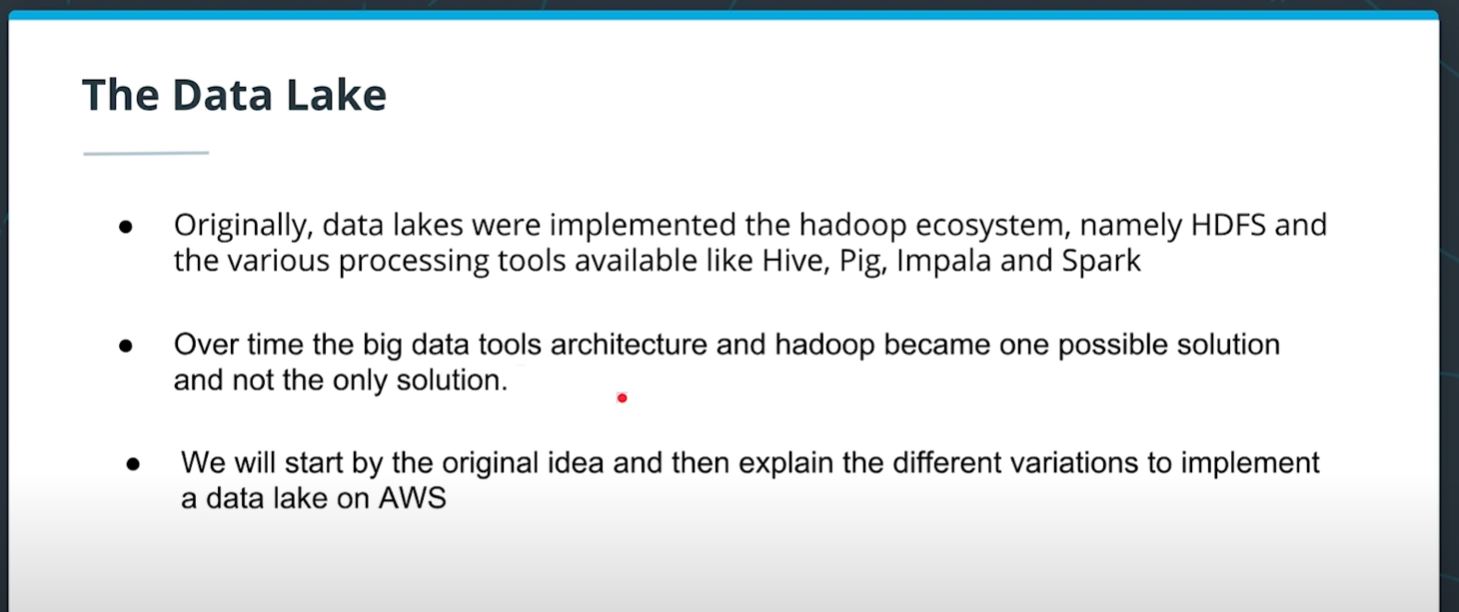 The Data Lake
● Originally, data lakes were implemented the hadoop ecosystem, namely HDFS and
the various processing tools available like Hive, Pig, Impala and Spark
● Over time the big data tools architecture and hadoop became one possible solution
and not the only solution.
● We will start by the original idea and then explain the different variations to implement
a data lake on AWS